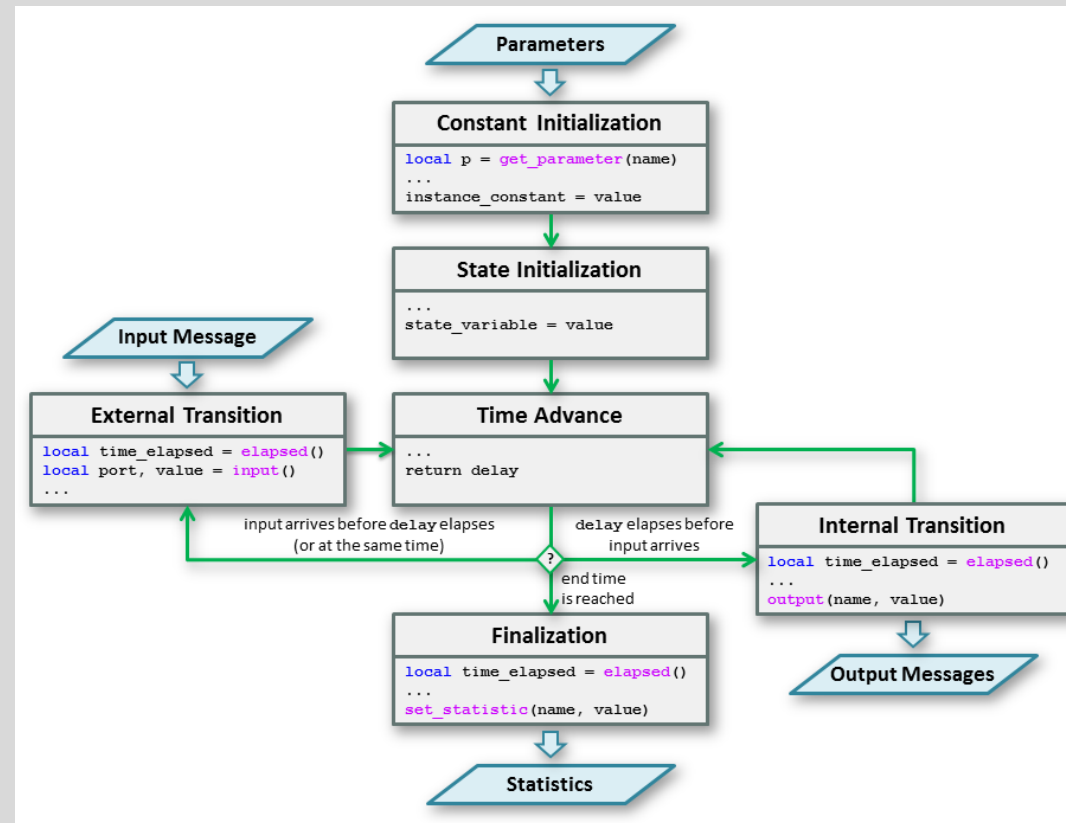 Parameters
Constant Initialization
local p = get_parameter(name)
...
instance_constant = value
State Initialization
...
state_variable = value
Input Message
External Transition
local time_elapsed = elapsed()
local port, value = input()
...
Time Advance
...
return delay
input arrives before delay elapses
(or at the same time)
?
delay elapses before
input arrives
end time
is reached
Internal Transition
local time_elapsed = elapsed()
...
output(name, value)
Output Messages
Finalization
local time_elapsed = elapsed()
...
set_statistic(name, value)
Statistics